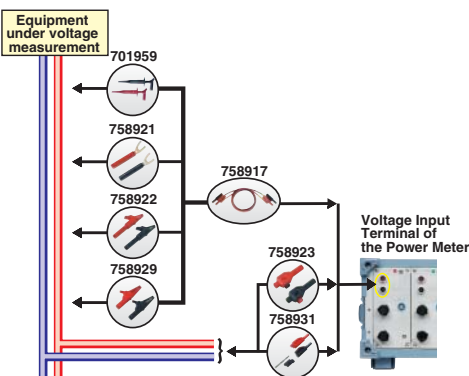 Equipment
under voltage
measurement
701959
758921
758917
758922
Voltage Input
Terminal of
the Power Meter
758923
758929
758931